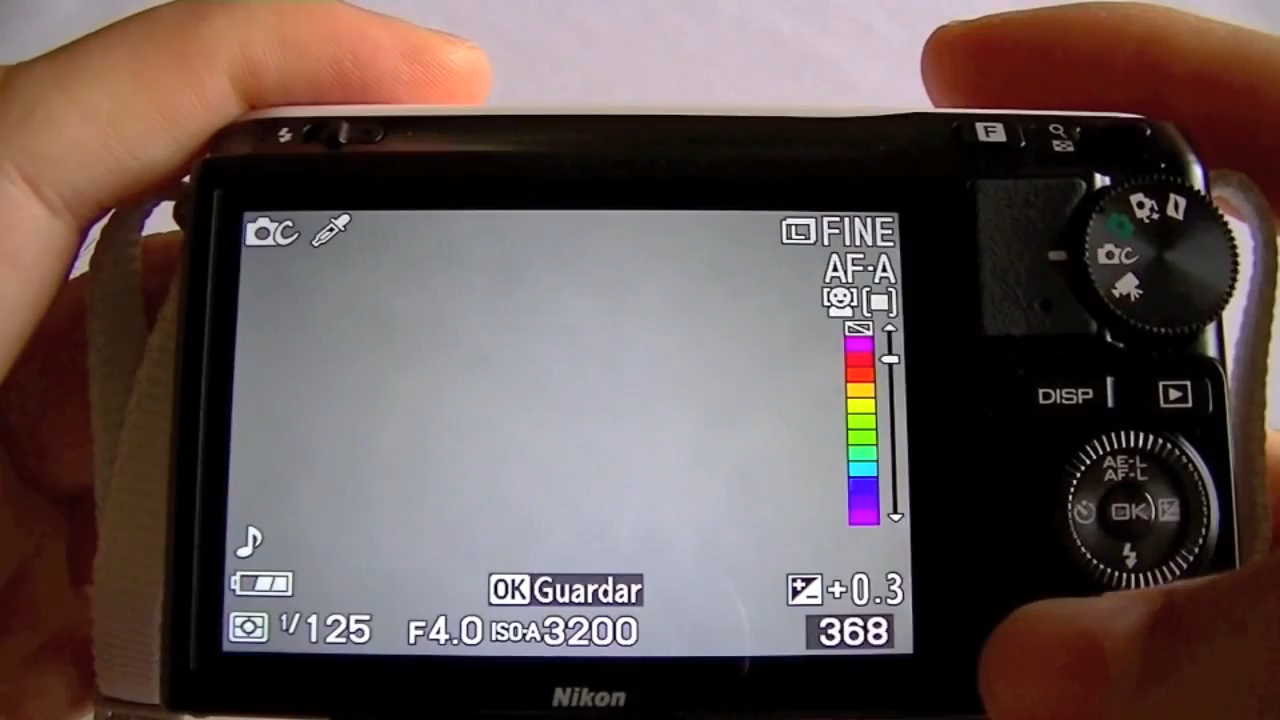 F
C
L FINE
AF-A
C
DISP
AE-L
AF-L
OK
OK Guardar
+0.3
1/125 F4.0 ISO-A 3200 368
Nikon